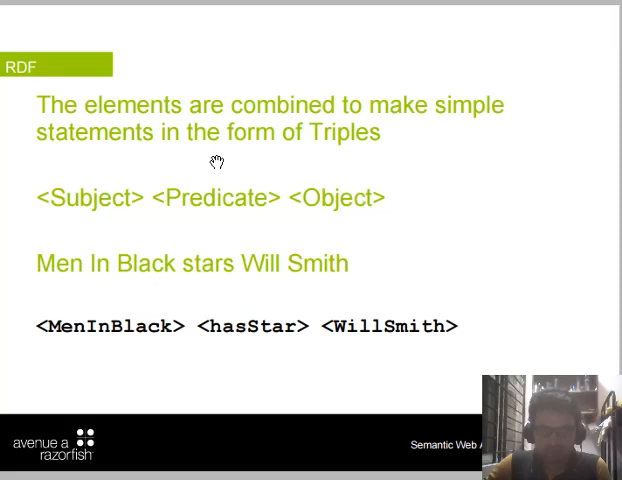 RDF
The elements are combined to make simple
statements in the form of Triples
<Subject> <Predicate> <Object>
Men In Black stars Will Smith
<MenInBlack> <hasStar> <WillSmith>
avenue a
razorfish
Semantic Web